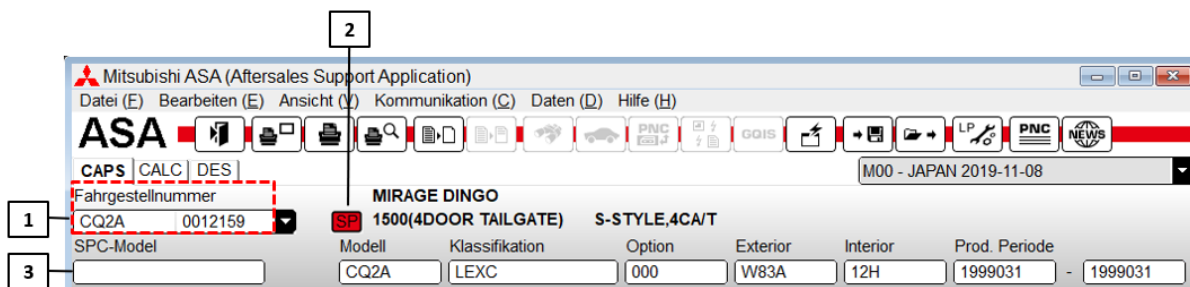 2
Mitsubishi ASA (Aftersales Support Application)
Datei (F) Bearbeiten (E) Ansicht (V) Kommunikation (C) Daten (D) Hilfe (H)
ASA PNC GQIS LP PNC NEWS
CAPS CALC DES M00 - JAPAN 2019-11-08
Fahrgestellnummer MIRAGE DINGO
1 CQ2A 0012159 SP 1500(4DOOR TAILGATE) S-STYLE,4CA/T
SPC-Model Modell Klassifikation Option Exterior Interior Prod. Periode
3 CQ2A LEXC 000 W83A 12H 1999031 - 1999031